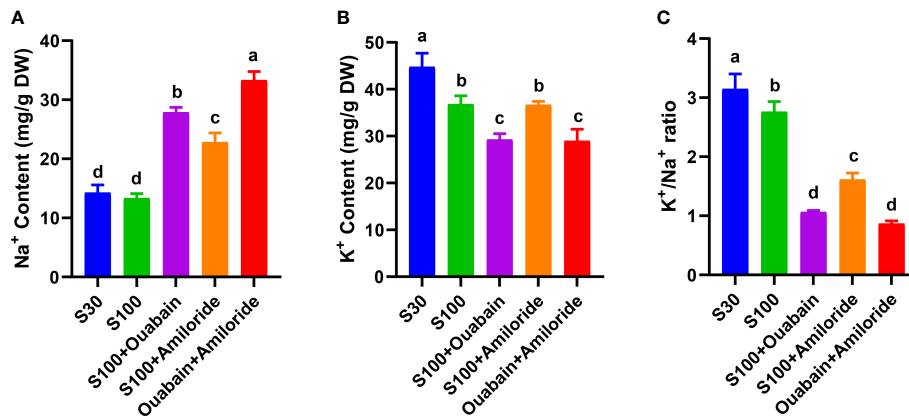 A
Na⁺ Content (mg/g DW)
40
30
20
10
0
d
d
b
c
a
S30
S100
S100+Ouabain
S100+Amiloride
Ouabain+Amiloride
B
K⁺ Content (mg/g DW)
50
40
30
20
10
0
a
b
c
b
c
S30
S100
S100+Ouabain
S100+Amiloride
Ouabain+Amiloride
C
K⁺/Na⁺ ratio
4
3
2
1
0
a
b
d
c
d
S30
S100
S100+Ouabain
S100+Amiloride
Ouabain+Amiloride